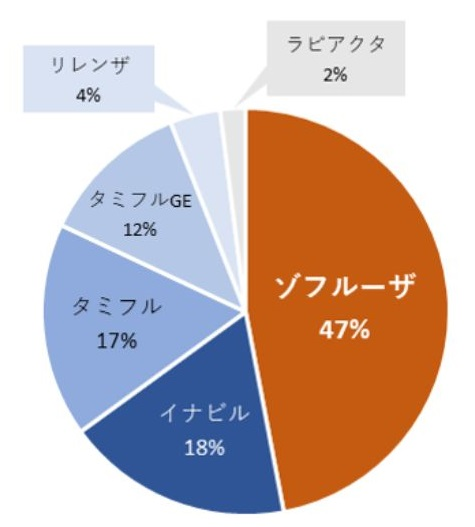 ラピアクタ
2%
リレンザ
4%
タミフルGE
12%
ゾフルーザ
47%
タミフル
17%
イナビル
18%